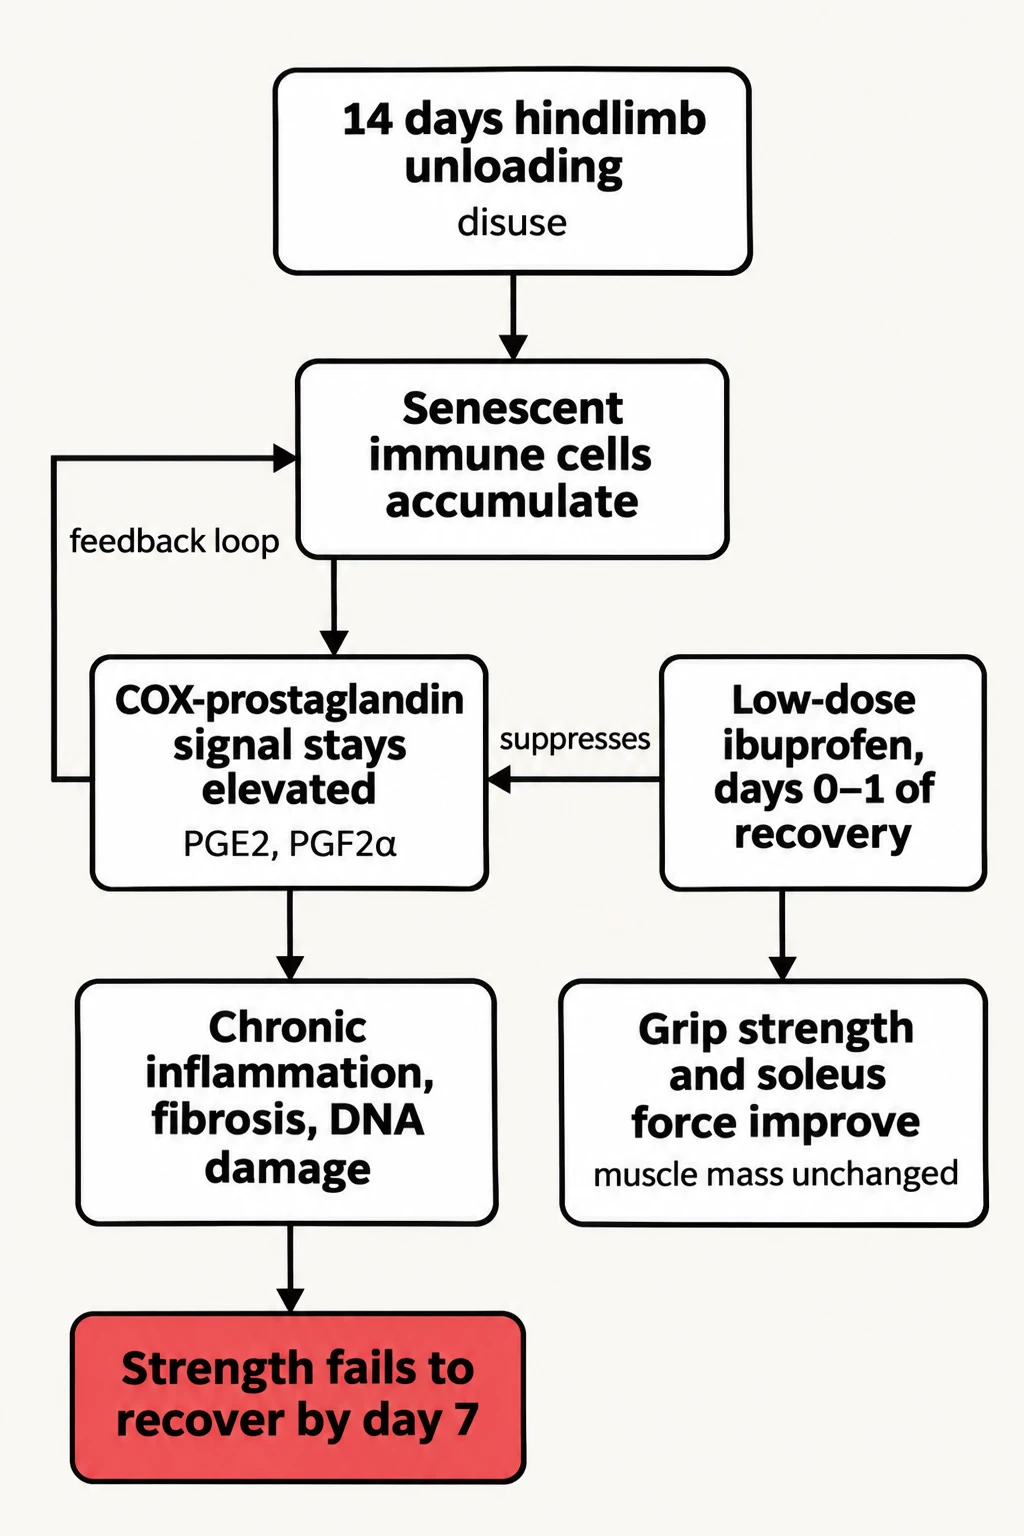 14 days hindlimb
unloading
disuse
Senescent
immune cells
accumulate
feedback loop
COX-prostaglandin
signal stays
elevated
PGE2, PGF2α
suppresses
Low-dose
ibuprofen,
days 0–1 of
recovery
Chronic
inflammation,
fibrosis, DNA
damage
Grip strength
and soleus
force improve
muscle mass unchanged
Strength fails to
recover by day 7